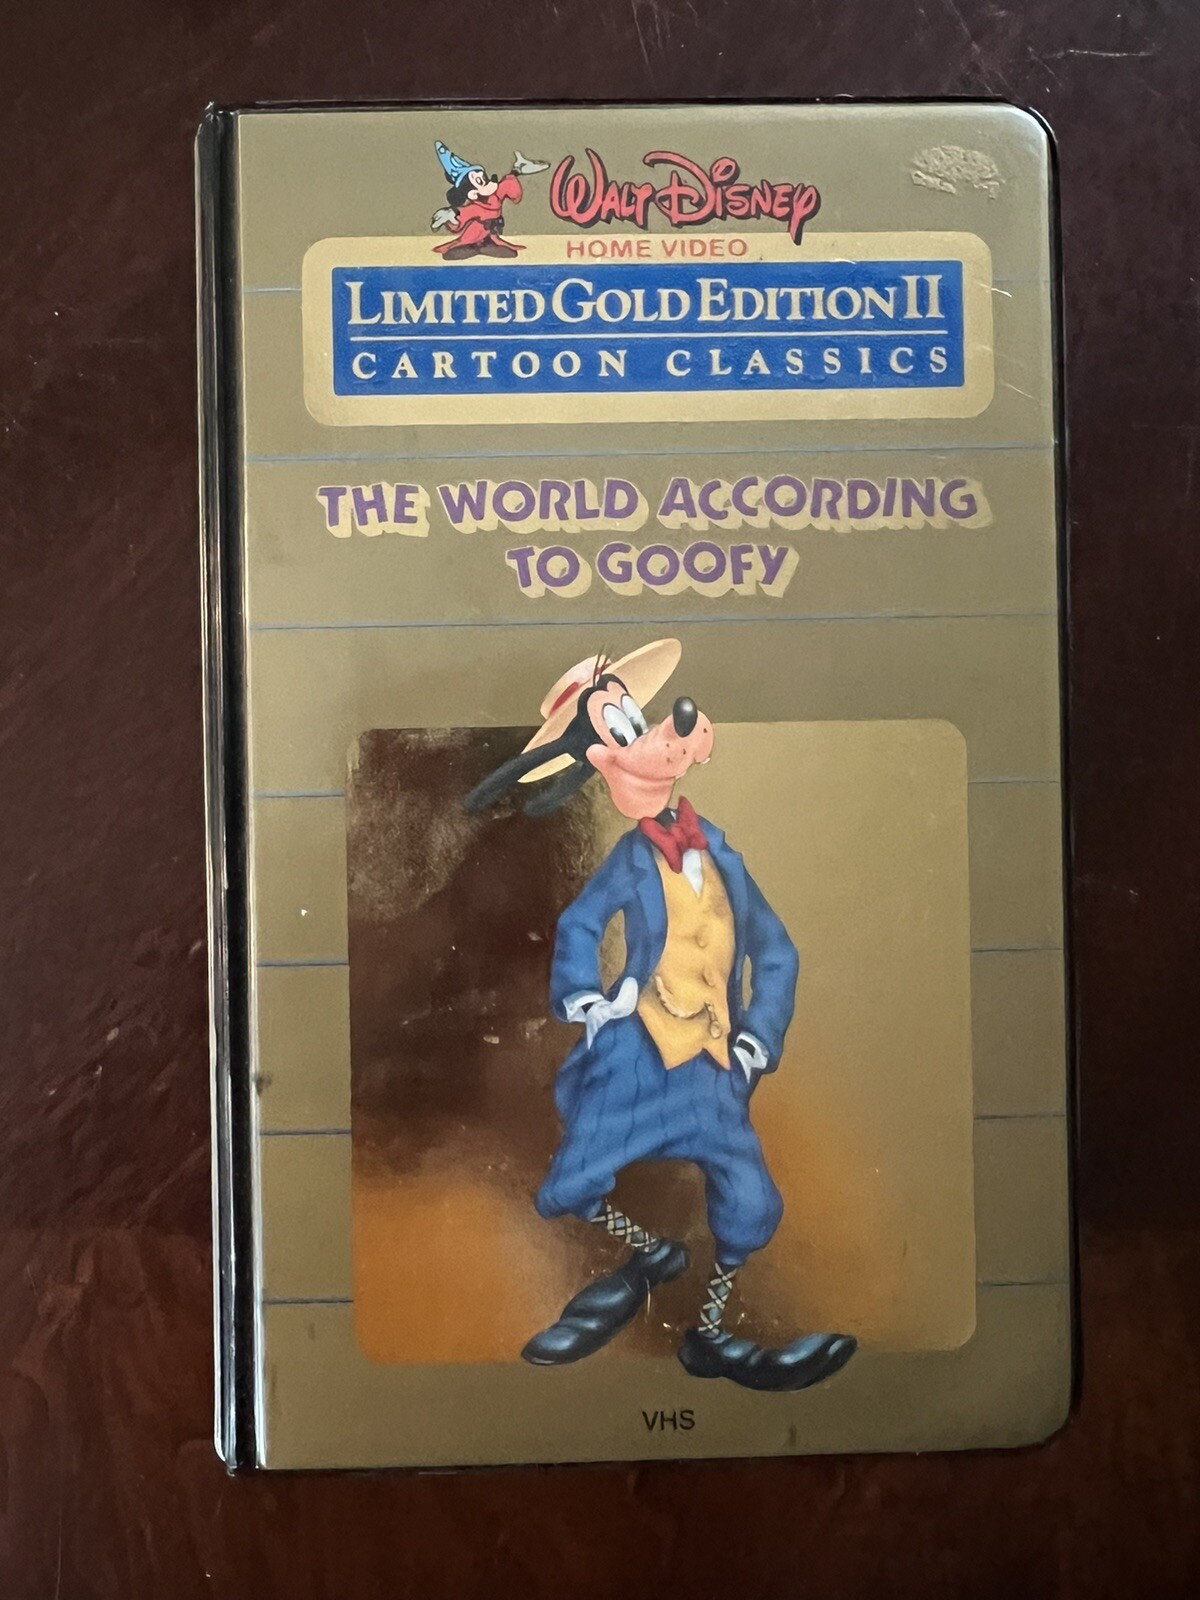 WALT DISNEY
HOME VIDEO
LIMITED GOLD EDITION II
CARTOON CLASSICS
THE WORLD ACCORDING
TO GOOFY
VHS